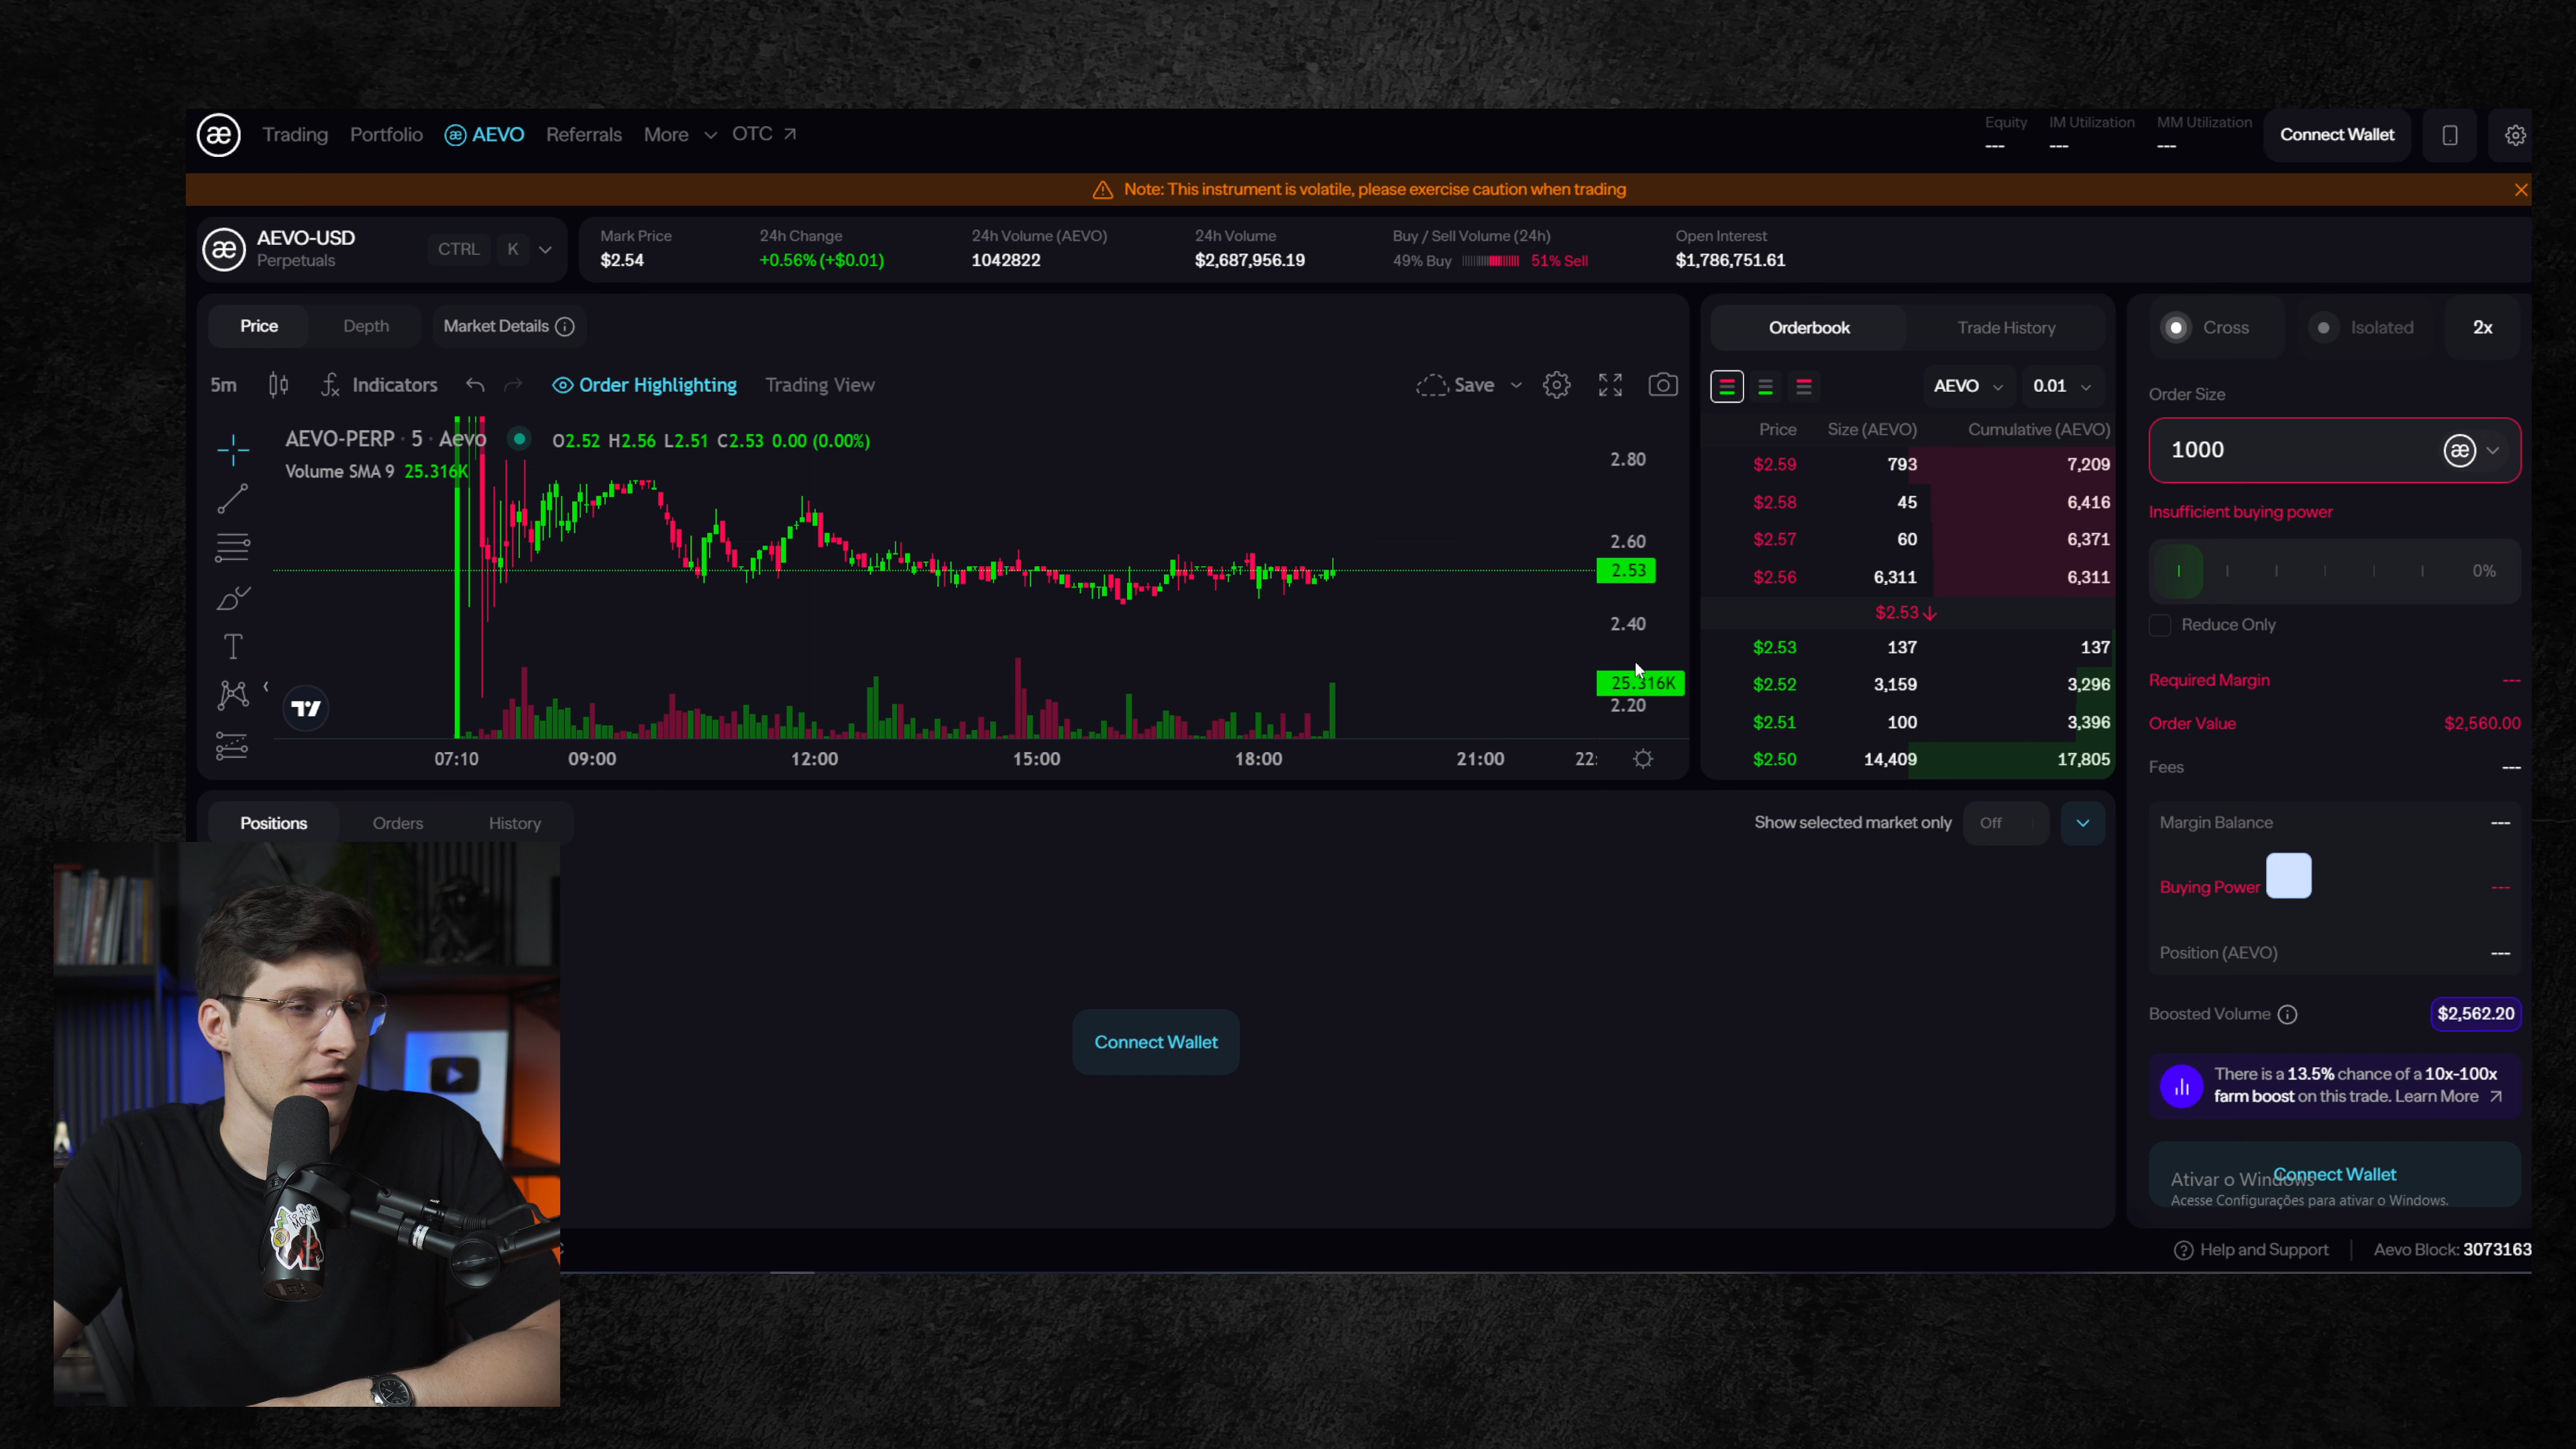 æ Trading Portfolio æ AEVO Referrals More OTC
Equity IM Utilization MM Utilization
--- --- ---
Connect Wallet
Note: This instrument is volatile, please exercise caution when trading
æ AEVO-USD
Perpetuals
CTRL K
Mark Price 24h Change 24h Volume (AEVO) 24h Volume Buy / Sell Volume (24h) Open Interest
$2.54 +0.56% (+$0.01) 1042822 $2,687,956.19 49% Buy 51% Sell $1,786,751.61
Price Depth Market Details
5m Indicators Order Highlighting Trading View Save
AEVO-PERP · 5 · Aevo O2.52 H2.56 L2.51 C2.53 0.00 (0.00%)
Volume SMA 9 25.316K
2.80
2.60
2.53
2.40
25.316K
2.20
07:10 09:00 12:00 15:00 18:00 21:00 22:
Orderbook Trade History
AEVO 0.01
Price Size (AEVO) Cumulative (AEVO)
$2.59 793 7,209
$2.58 45 6,416
$2.57 60 6,371
$2.56 6,311 6,311
$2.53
$2.53 137 137
$2.52 3,159 3,296
$2.51 100 3,396
$2.50 14,409 17,805
Cross Isolated 2x
Order Size
1000 æ
Insufficient buying power
0%
Reduce Only
Required Margin ---
Order Value $2,560.00
Fees ---
Margin Balance ---
Buying Power ---
Position (AEVO) ---
Boosted Volume $2,562.20
There is a 13.5% chance of a 10x-100x
farm boost on this trade. Learn More
Connect Wallet
Ativar o Windows
Acesse Configurações para ativar o Windows.
Positions Orders History
Show selected market only Off
Connect Wallet
Help and Support Aevo Block: 3073163